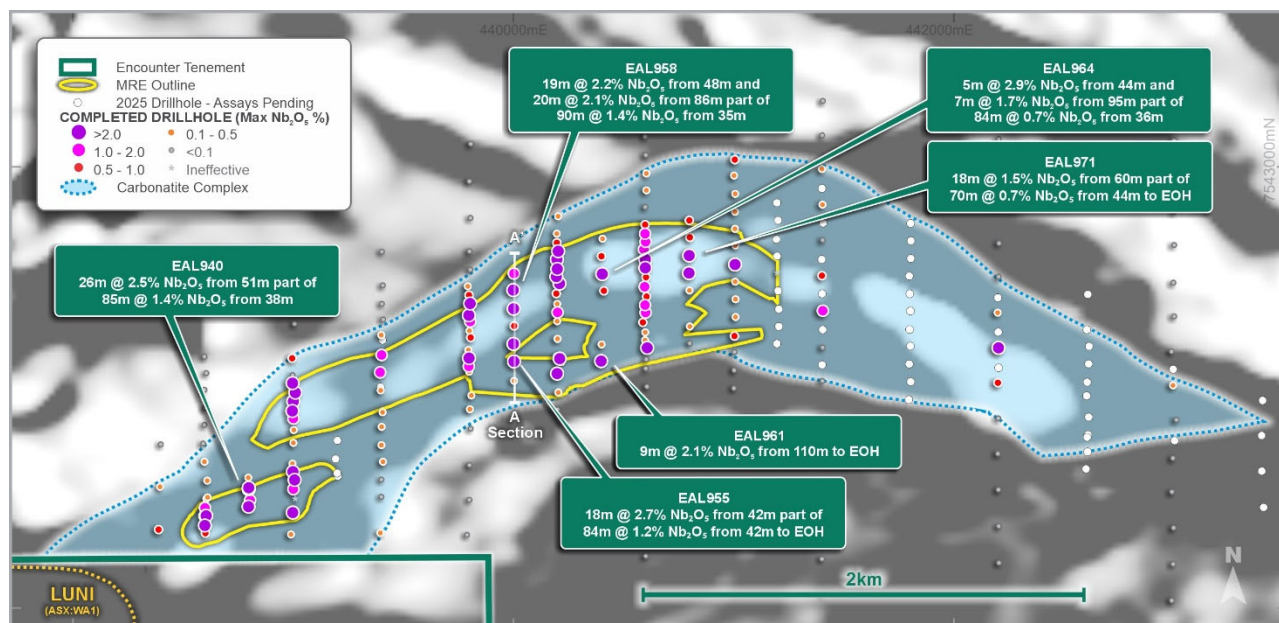 440000mE
442000mE
7543000mN
Encounter Tenement
MRE Outline
2025 Drillhole - Assays Pending
COMPLETED DRILLHOLE (Max Nb₂O₅ %)
>2.0
0.1 - 0.5
1.0 - 2.0
<0.1
0.5 - 1.0
Ineffective
Carbonatite Complex
EAL958
19m @ 2.2% Nb₂O₅ from 48m and
20m @ 2.1% Nb₂O₅ from 86m part of
90m @ 1.4% Nb₂O₅ from 35m
EAL964
5m @ 2.9% Nb₂O₅ from 44m and
7m @ 1.7% Nb₂O₅ from 95m part of
84m @ 0.7% Nb₂O₅ from 36m
EAL971
18m @ 1.5% Nb₂O₅ from 60m part of
70m @ 0.7% Nb₂O₅ from 44m to EOH
EAL940
26m @ 2.5% Nb₂O₅ from 51m part of
85m @ 1.4% Nb₂O₅ from 38m
A'
A
Section
EAL961
9m @ 2.1% Nb₂O₅ from 110m to EOH
EAL955
18m @ 2.7% Nb₂O₅ from 42m part of
84m @ 1.2% Nb₂O₅ from 42m to EOH
2km
N
LUNI
(ASX:WA1)